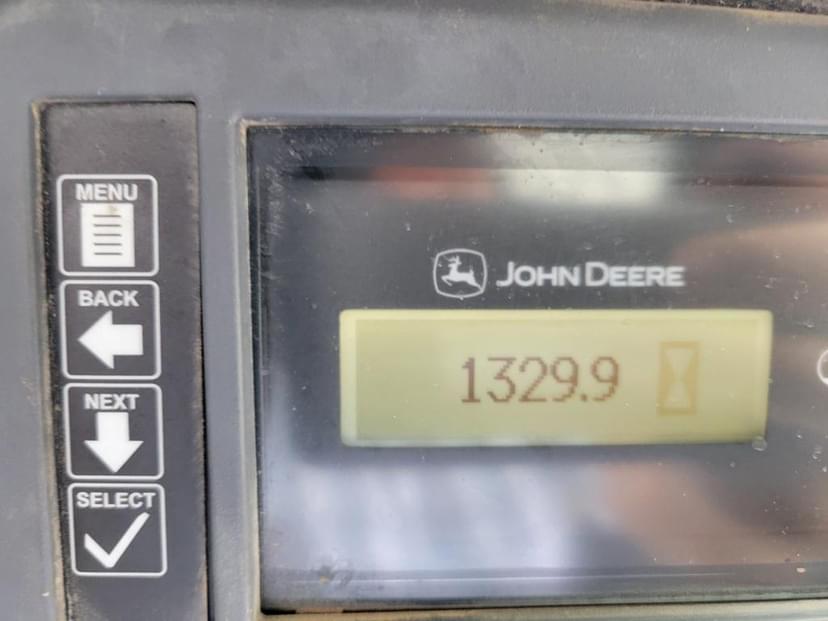 MENU
BACK
NEXT
SELECT
JOHN DEERE
1329.9